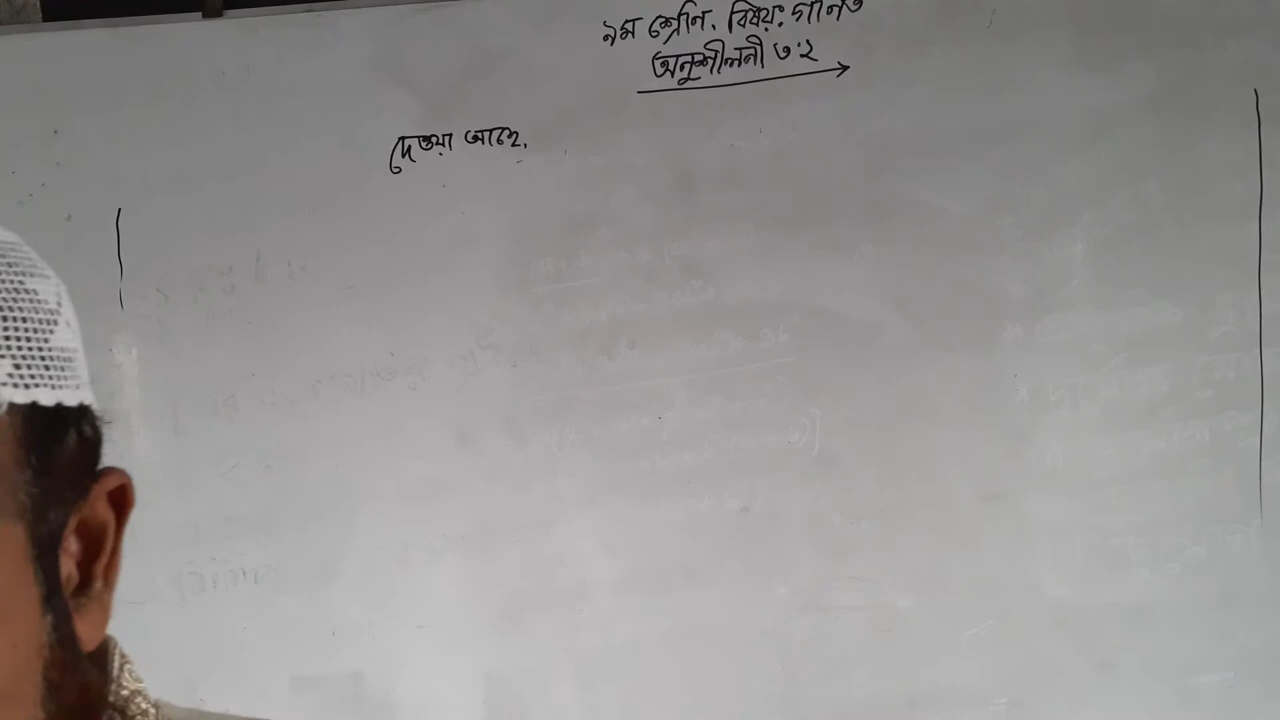 ৯ম শ্রেণি. বিষয়: গণিত
অনুশীলনী ৩.২
দেওয়া আছে,